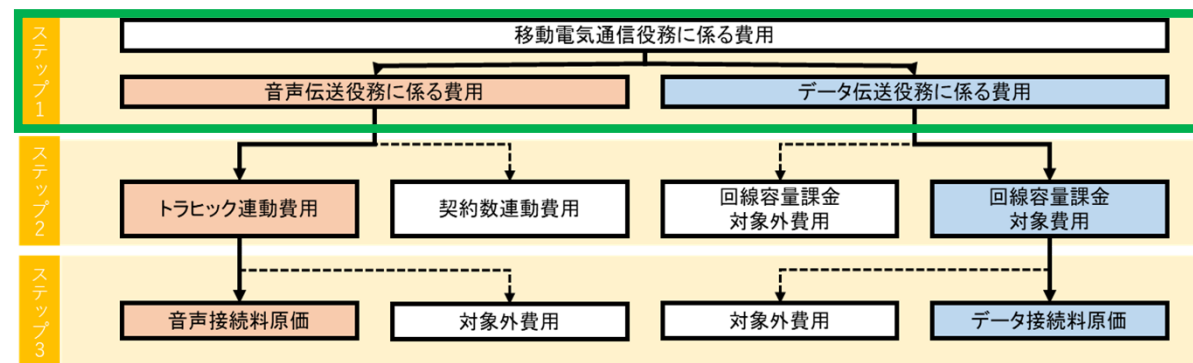 ステップ1
移動電気通信役務に係る費用
音声伝送役務に係る費用
データ伝送役務に係る費用
ステップ2
トラヒック連動費用
契約数連動費用
回線容量課金
対象外費用
回線容量課金
対象費用
ステップ3
音声接続料原価
対象外費用
対象外費用
データ接続料原価